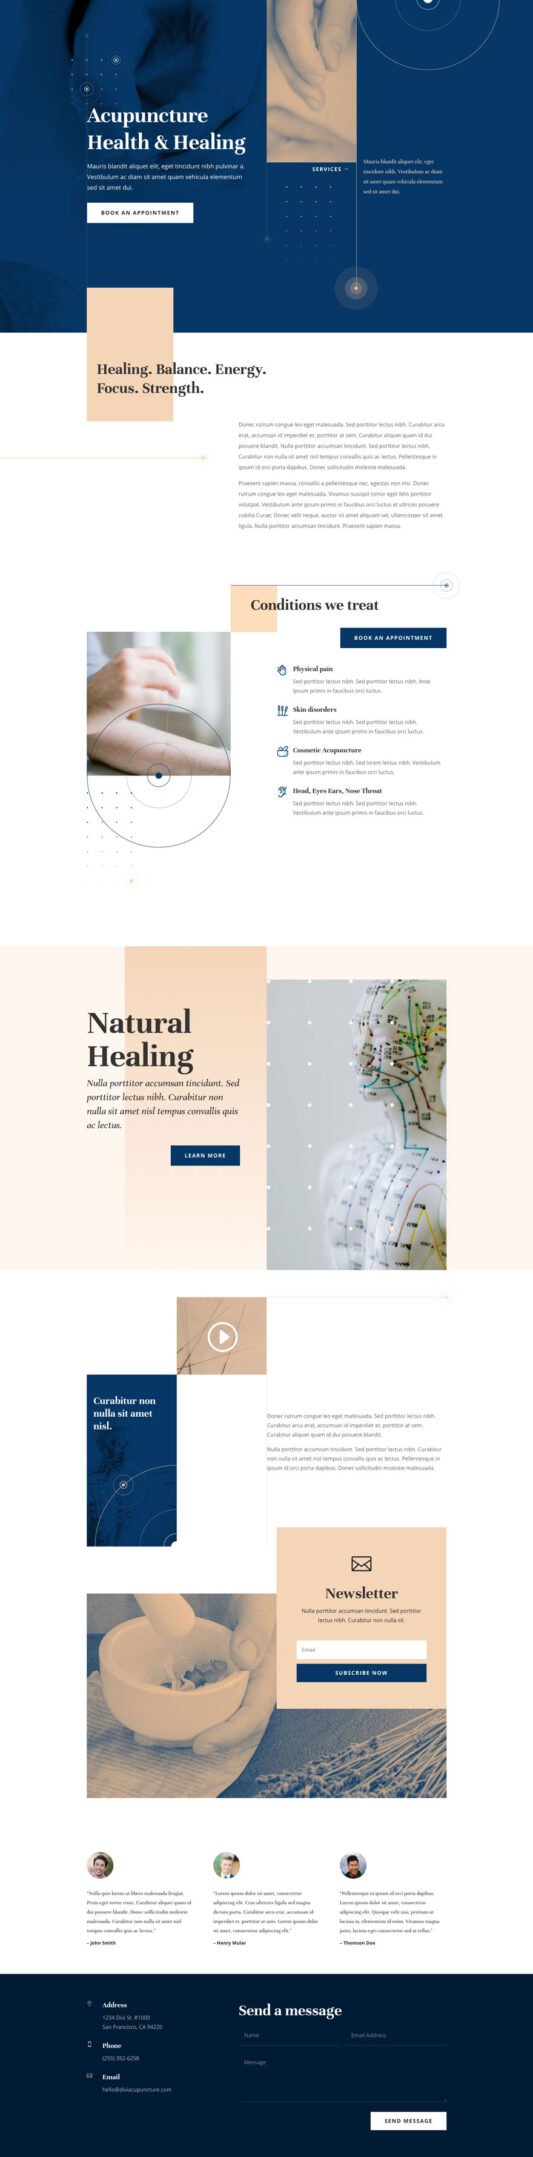 Acupuncture
Health & Healing
Mauris blandit aliquet elit, eget tincidunt nibh pulvinar a.
Vestibulum ac diam sit amet quam vehicula elementum
sed sit amet dui.
BOOK AN APPOINTMENT
SERVICES →
Mauris blandit aliquet elit, eget
tincidunt nibh. Vestibulum ac diam
sit amet quam vehicula elementum
sed sit amet dui.
Healing. Balance. Energy.
Focus. Strength.
Donec rutrum congue leo eget malesuada. Sed porttitor lectus nibh. Curabitur arcu
erat, accumsan id imperdiet et, porttitor at sem. Curabitur aliquet quam id dui
posuere blandit. Nulla porttitor accumsan tincidunt. Sed porttitor lectus nibh.
Curabitur non nulla sit amet nisl tempus convallis quis ac lectus. Pellentesque in
ipsum id orci porta dapibus. Donec sollicitudin molestie malesuada.
Praesent sapien massa, convallis a pellentesque nec, egestas non nisi. Donec
rutrum congue leo eget malesuada. Vivamus suscipit tortor eget felis porttitor
volutpat. Vestibulum ante ipsum primis in faucibus orci luctus et ultrices posuere
cubilia Curae; Donec velit neque, auctor sit amet aliquam vel, ullamcorper sit amet
ligula. Nulla porttitor accumsan tincidunt. Praesent sapien massa.
Conditions we treat
BOOK AN APPOINTMENT
Physical pain
Sed porttitor lectus nibh. Sed porttitor lectus nibh. Ante
ipsum primis in faucibus orci luctus.
Skin disorders
Sed porttitor lectus nibh. Sed porttitor lectus nibh.
Vestibulum ante ipsum primis in faucibus orci luctus.
Cosmetic Acupuncture
Sed porttitor lectus nibh. Sed lorem lectus nibh. Vestibulum
ante ipsum primis in faucibus orci luctus.
Head, Eyes Ears, Nose Throat
Sed porttitor lectus nibh. Sed porttitor lectus nibh.
Vestibulum ante ipsum primis in faucibus orci luctus.
Natural
Healing
Nulla porttitor accumsan tincidunt. Sed
porttitor lectus nibh. Curabitur non
nulla sit amet nisl tempus convallis quis
ac lectus.
LEARN MORE
Curabitur non
nulla sit amet
nisl.
Donec rutrum congue leo eget malesuada. Sed porttitor lectus nibh.
Curabitur arcu erat, accumsan id imperdiet et, porttitor at sem.
Curabitur aliquet quam id dui posuere blandit.
Nulla porttitor accumsan tincidunt. Sed porttitor lectus nibh. Curabitur
non nulla sit amet nisl tempus convallis quis ac lectus. Pellentesque in
ipsum id orci porta dapibus. Donec sollicitudin molestie malesuada.
Newsletter
Nulla porttitor accumsan tincidunt. Sed porttitor
lectus nibh. Curabitur non nulla sit.
Email
SUBSCRIBE NOW
"Nulla quis lorem ut libero malesuada feugiat.
Proin eget tortor risus. Curabitur aliquet quam id
dui posuere blandit. Donec sollicitudin molestie
malesuada. Curabitur non nulla sit amet nisl
tempus convallis quis ac lectus."
– John Smith
"Lorem ipsum dolor sit amet, consectetur
adipiscing elit. Cras ultricies ligula sed magna
dictum porta. Curabitur arcu erat, accumsan id
imperdiet et, porttitor at sem. Lorem ipsum dolor
sit amet, consectetur adipiscing elit."
– Henry Mular
"Pellentesque in ipsum id orci porta dapibus.
Lorem ipsum dolor sit amet, consectetur
adipiscing elit. Quisque velit nisi, pretium ut
lacinia in, elementum id enim. Vivamus magna
justo, lacinia eget consectetur sed at tellus."
– Thomson Doe
Address
1234 Divi St. #1000
San Francisco, CA 94220
Phone
(255) 352-6258
Email
hello@diviacupuncture.com
Send a message
Name
Email Address
Message
SEND MESSAGE